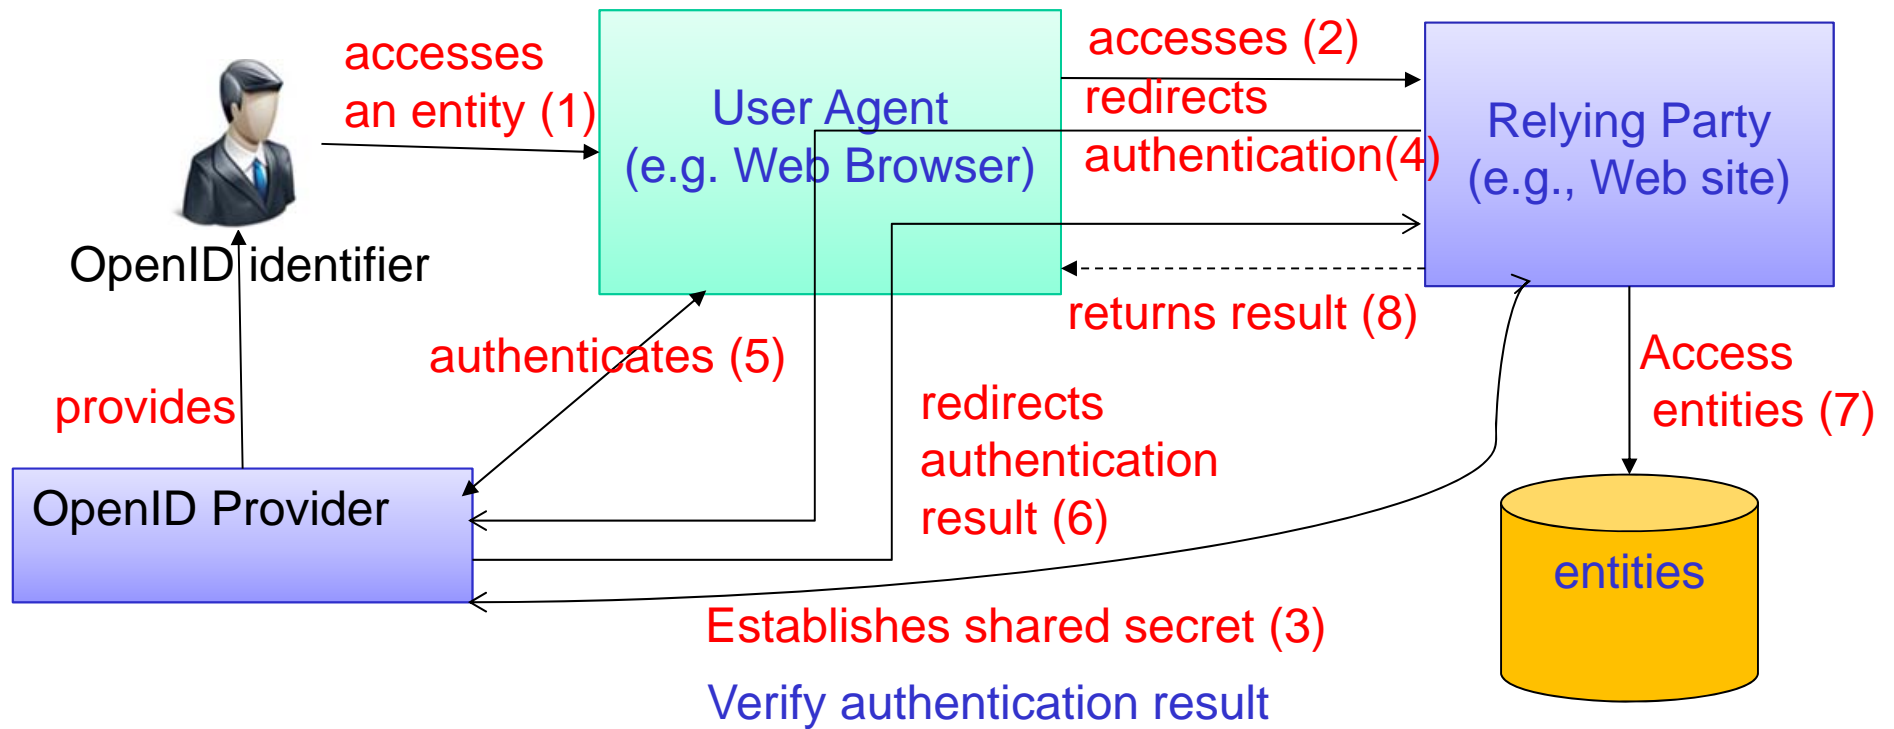 accesses
an entity (1)
User Agent
(e.g. Web Browser)
accesses (2)
redirects
authentication(4)
Relying Party
(e.g., Web site)
OpenID identifier
returns result (8)
authenticates (5)
Access
entities (7)
provides
redirects
authentication
result (6)
OpenID Provider
entities
Establishes shared secret (3)
Verify authentication result